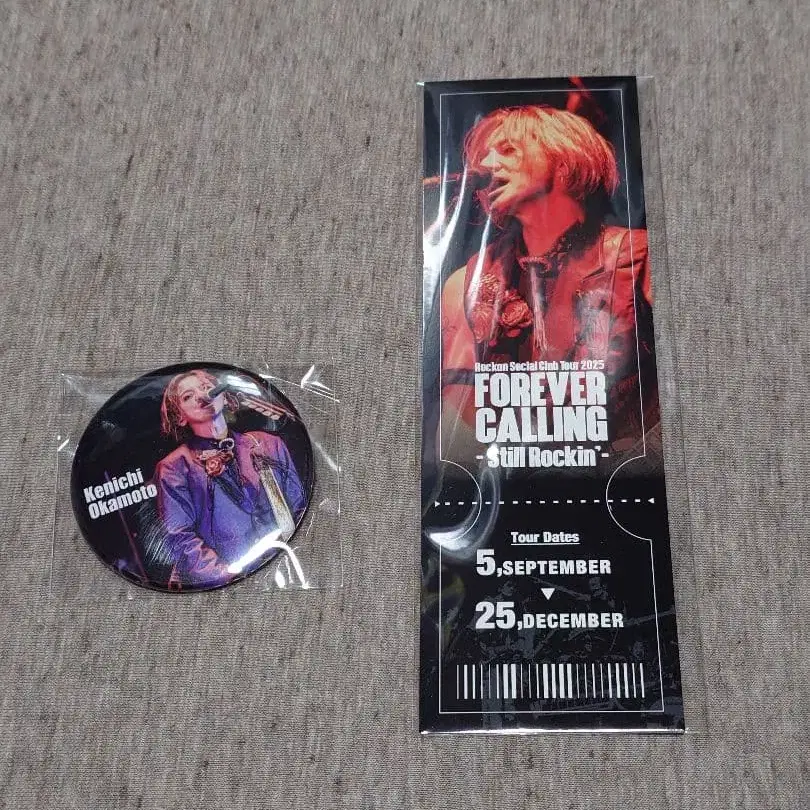 Kenichi
Okamoto
Rockon Social Club Tour 2025
FOREVER
CALLING
- Still Rockin' -
Tour Dates
5,SEPTEMBER
25,DECEMBER